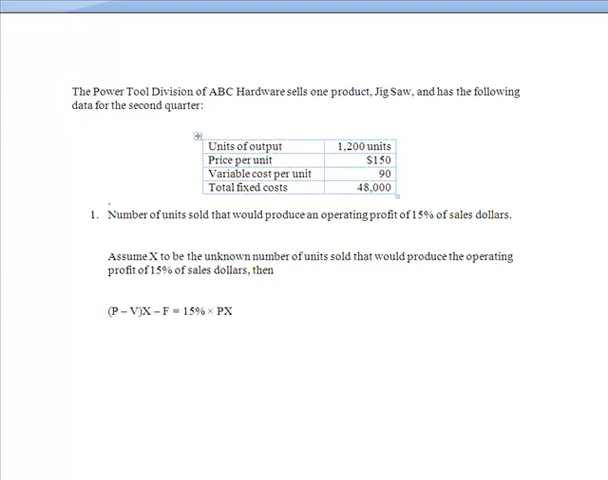 The Power Tool Division of ABC Hardware sells one product, Jig Saw, and has the following
data for the second quarter:
Units of output 1,200 units
Price per unit $150
Variable cost per unit 90
Total fixed costs 48,000
1. Number of units sold that would produce an operating profit of 15% of sales dollars.
Assume X to be the unknown number of units sold that would produce the operating
profit of 15% of sales dollars, then
(P – V)X – F = 15% × PX